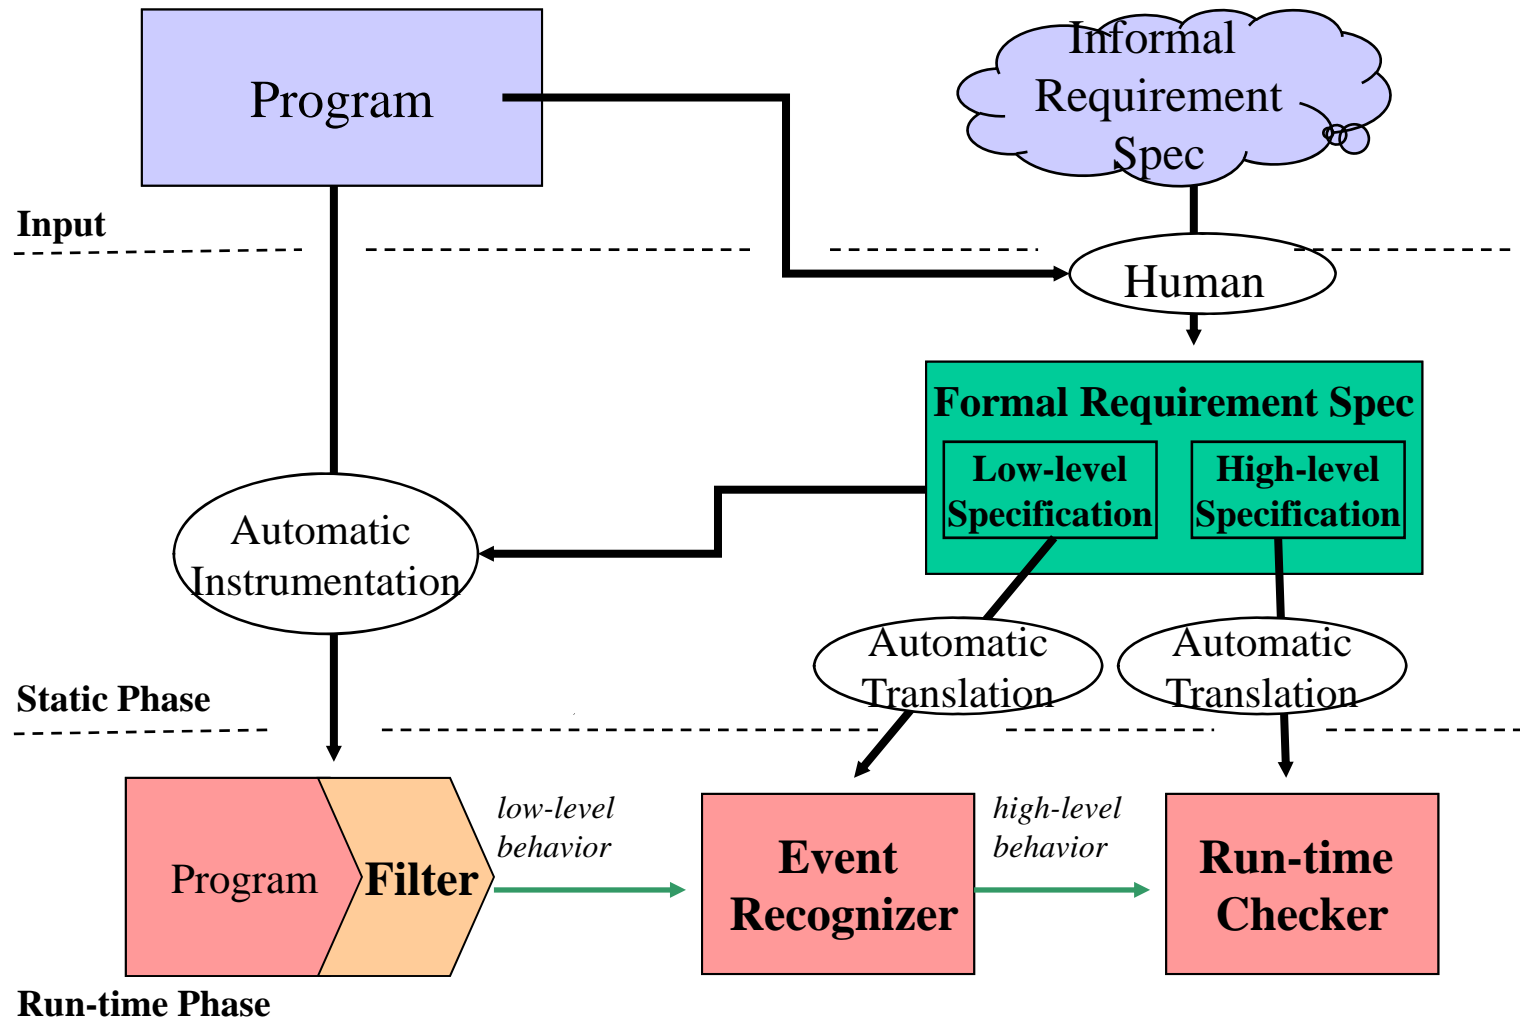 Program
Informal
Requirement
Spec
Input
Human
Formal Requirement Spec
Low-level
Specification
High-level
Specification
Automatic
Instrumentation
Automatic
Translation
Automatic
Translation
Static Phase
Program
Filter
low-level
behavior
Event
Recognizer
high-level
behavior
Run-time
Checker
Run-time Phase